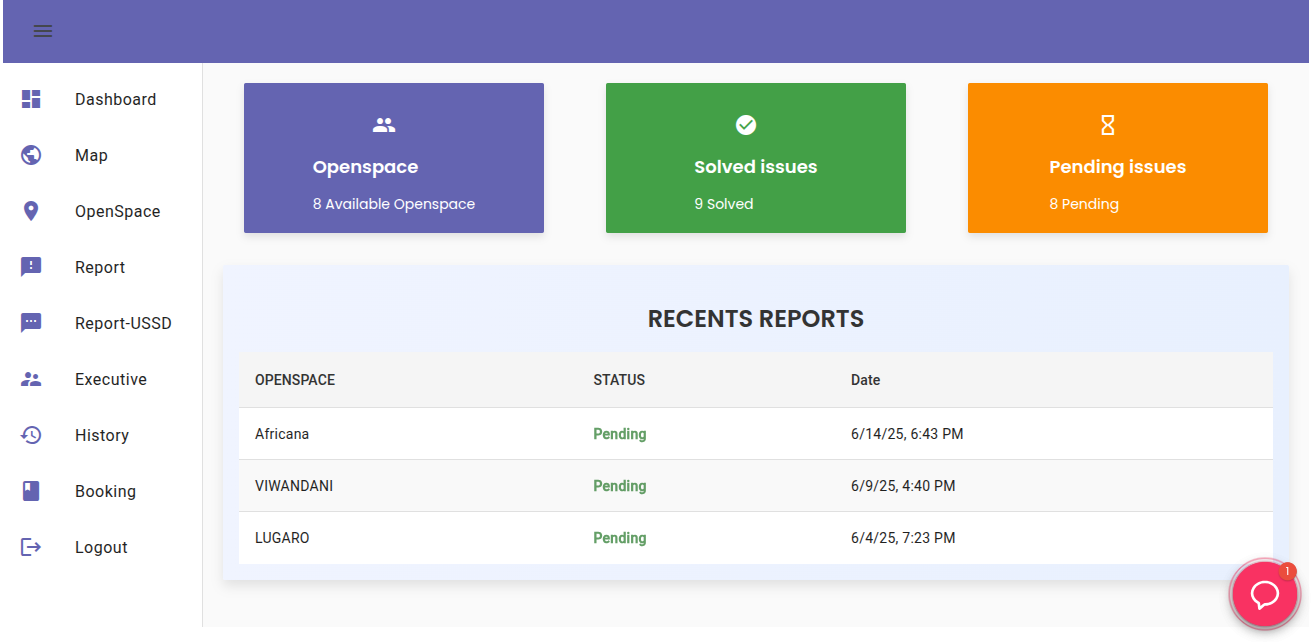 Dashboard
Map
OpenSpace
Report
Report-USSD
Executive
History
Booking
Logout
Openspace
8 Available Openspace
Solved issues
9 Solved
Pending issues
8 Pending
RECENTS REPORTS
OPENSPACE STATUS Date
Africana Pending 6/14/25, 6:43 PM
VIWANDANI Pending 6/9/25, 4:40 PM
LUGARO Pending 6/4/25, 7:23 PM
1